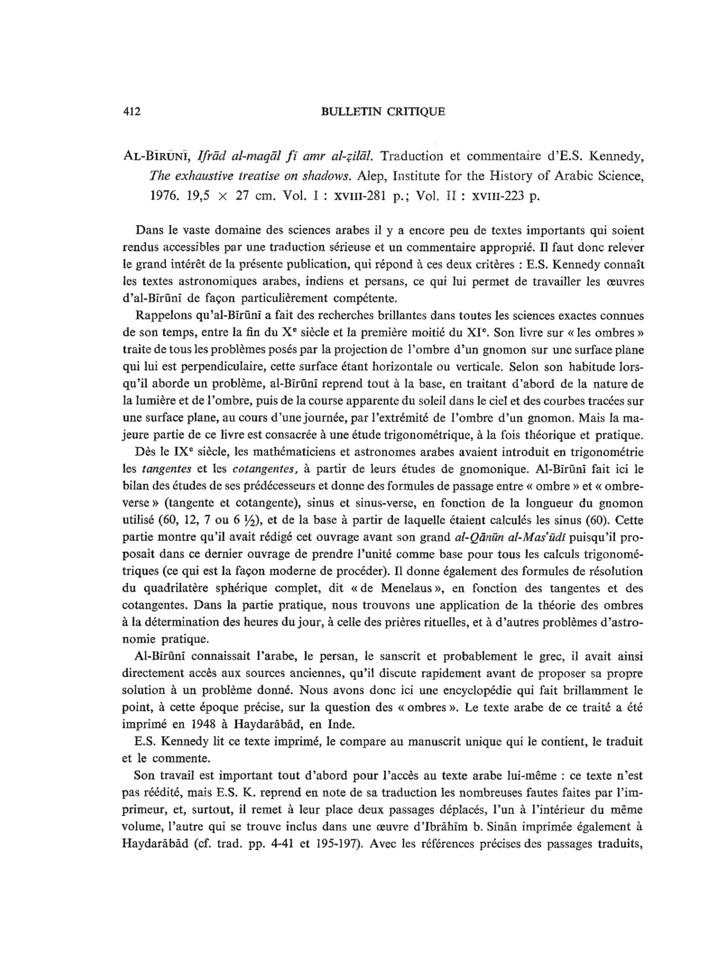 412 BULLETIN CRITIQUE
AL-BĪRŪNĪ, Ifrād al-maqāl fī amr al-ẓilāl. Traduction et commentaire d'E.S. Kennedy,
The exhaustive treatise on shadows. Alep, Institute for the History of Arabic Science,
1976. 19,5 × 27 cm. Vol. I : XVIII-281 p.; Vol. II : XVIII-223 p.
Dans le vaste domaine des sciences arabes il y a encore peu de textes importants qui soient
rendus accessibles par une traduction sérieuse et un commentaire approprié. Il faut donc relever
le grand intérêt de la présente publication, qui répond à ces deux critères : E.S. Kennedy connaît
les textes astronomiques arabes, indiens et persans, ce qui lui permet de travailler les œuvres
d'al-Bīrūnī de façon particulièrement compétente.
Rappelons qu'al-Bīrūnī a fait des recherches brillantes dans toutes les sciences exactes connues
de son temps, entre la fin du Xᵉ siècle et la première moitié du XIᵉ. Son livre sur « les ombres »
traite de tous les problèmes posés par la projection de l'ombre d'un gnomon sur une surface plane
qui lui est perpendiculaire, cette surface étant horizontale ou verticale. Selon son habitude lors-
qu'il aborde un problème, al-Bīrūnī reprend tout à la base, en traitant d'abord de la nature de
la lumière et de l'ombre, puis de la course apparente du soleil dans le ciel et des courbes tracées sur
une surface plane, au cours d'une journée, par l'extrémité de l'ombre d'un gnomon. Mais la ma-
jeure partie de ce livre est consacrée à une étude trigonométrique, à la fois théorique et pratique.
Dès le IXᵉ siècle, les mathématiciens et astronomes arabes avaient introduit en trigonométrie
les tangentes et les cotangentes, à partir de leurs études de gnomonique. Al-Bīrūnī fait ici le
bilan des études de ses prédécesseurs et donne des formules de passage entre « ombre » et « ombre-
verse » (tangente et cotangente), sinus et sinus-verse, en fonction de la longueur du gnomon
utilisé (60, 12, 7 ou 6 ½), et de la base à partir de laquelle étaient calculés les sinus (60). Cette
partie montre qu'il avait rédigé cet ouvrage avant son grand al-Qānūn al-Mas'ūdī puisqu'il pro-
posait dans ce dernier ouvrage de prendre l'unité comme base pour tous les calculs trigonomé-
triques (ce qui est la façon moderne de procéder). Il donne également des formules de résolution
du quadrilatère sphérique complet, dit « de Menelaus », en fonction des tangentes et des
cotangentes. Dans la partie pratique, nous trouvons une application de la théorie des ombres
à la détermination des heures du jour, à celle des prières rituelles, et à d'autres problèmes d'astro-
nomie pratique.
Al-Bīrūnī connaissait l'arabe, le persan, le sanscrit et probablement le grec, il avait ainsi
directement accès aux sources anciennes, qu'il discute rapidement avant de proposer sa propre
solution à un problème donné. Nous avons donc ici une encyclopédie qui fait brillamment le
point, à cette époque précise, sur la question des « ombres ». Le texte arabe de ce traité a été
imprimé en 1948 à Haydarābād, en Inde.
E.S. Kennedy lit ce texte imprimé, le compare au manuscrit unique qui le contient, le traduit
et le commente.
Son travail est important tout d'abord pour l'accès au texte arabe lui-même : ce texte n'est
pas réédité, mais E.S. K. reprend en note de sa traduction les nombreuses fautes faites par l'im-
primeur, et, surtout, il remet à leur place deux passages déplacés, l'un à l'intérieur du même
volume, l'autre qui se trouve inclus dans une œuvre d'Ibrāhīm b. Sinān imprimée également à
Haydarābād (cf. trad. pp. 4-41 et 195-197). Avec les références précises des passages traduits,